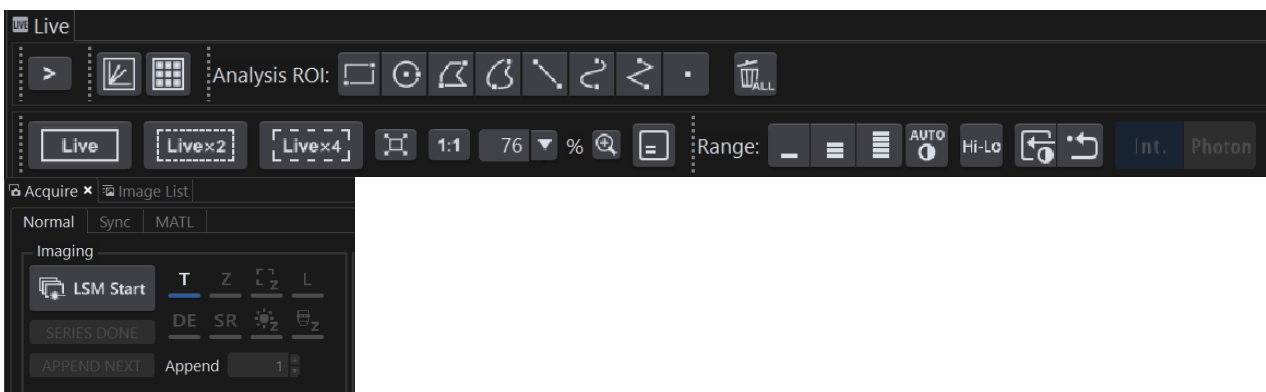 LIVE Live
> Analysis ROI: ALL
Live Live×2 Live×4 1:1 76 % Range: AUTO Hi-Lo Int. Photon
Acquire × Image List
Normal Sync MATL
Imaging
LSM Start T Z Z L
SERIES DONE DE SR Z Z
APPEND NEXT Append 1